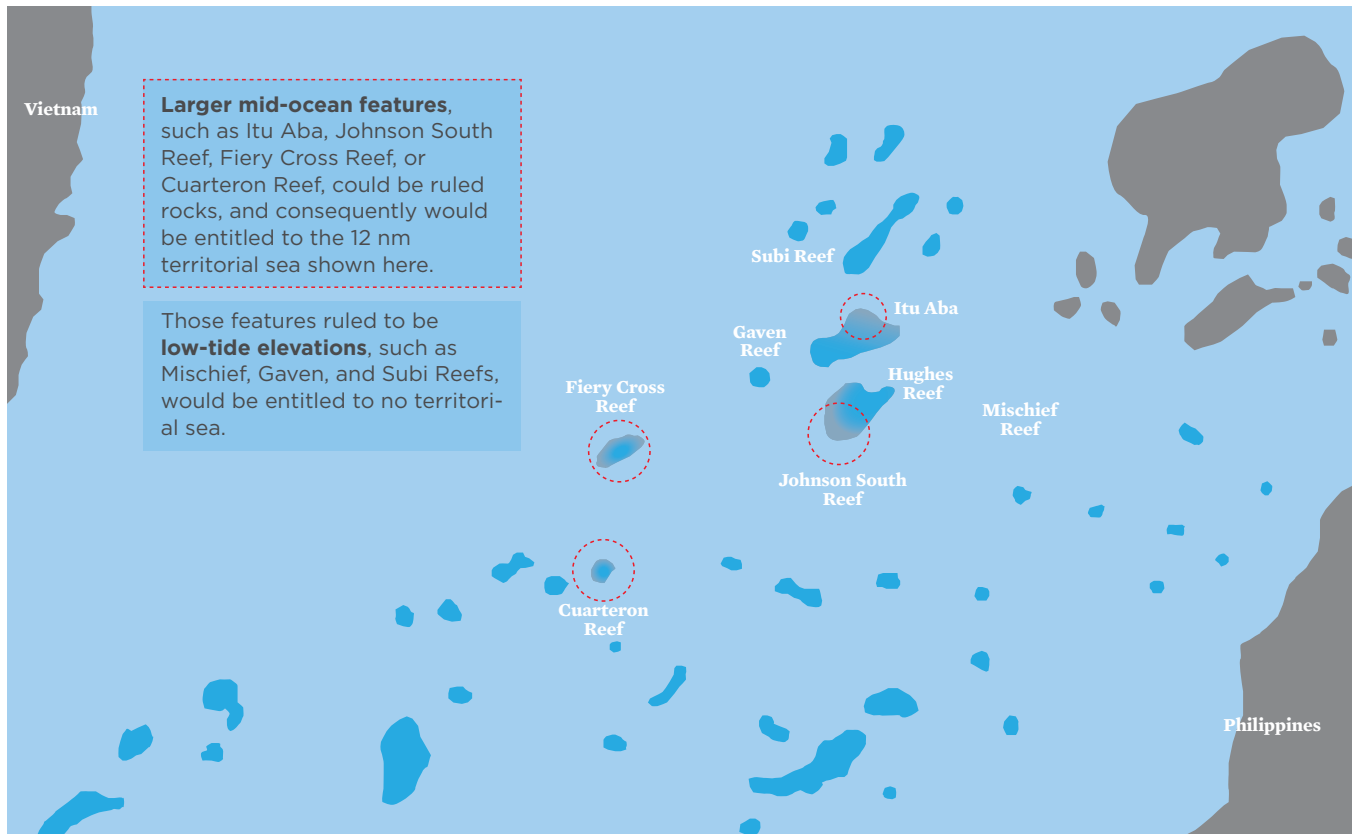 Vietnam
Larger mid-ocean features,
such as Itu Aba, Johnson South
Reef, Fiery Cross Reef, or
Cuarteron Reef, could be ruled
rocks, and consequently would
be entitled to the 12 nm
territorial sea shown here.
Those features ruled to be
low-tide elevations, such as
Mischief, Gaven, and Subi Reefs,
would be entitled to no territori-
al sea.
Subi Reef
Itu Aba
Gaven
Reef
Hughes
Reef
Fiery Cross
Reef
Mischief
Reef
Johnson South
Reef
Cuarteron
Reef
Philippines